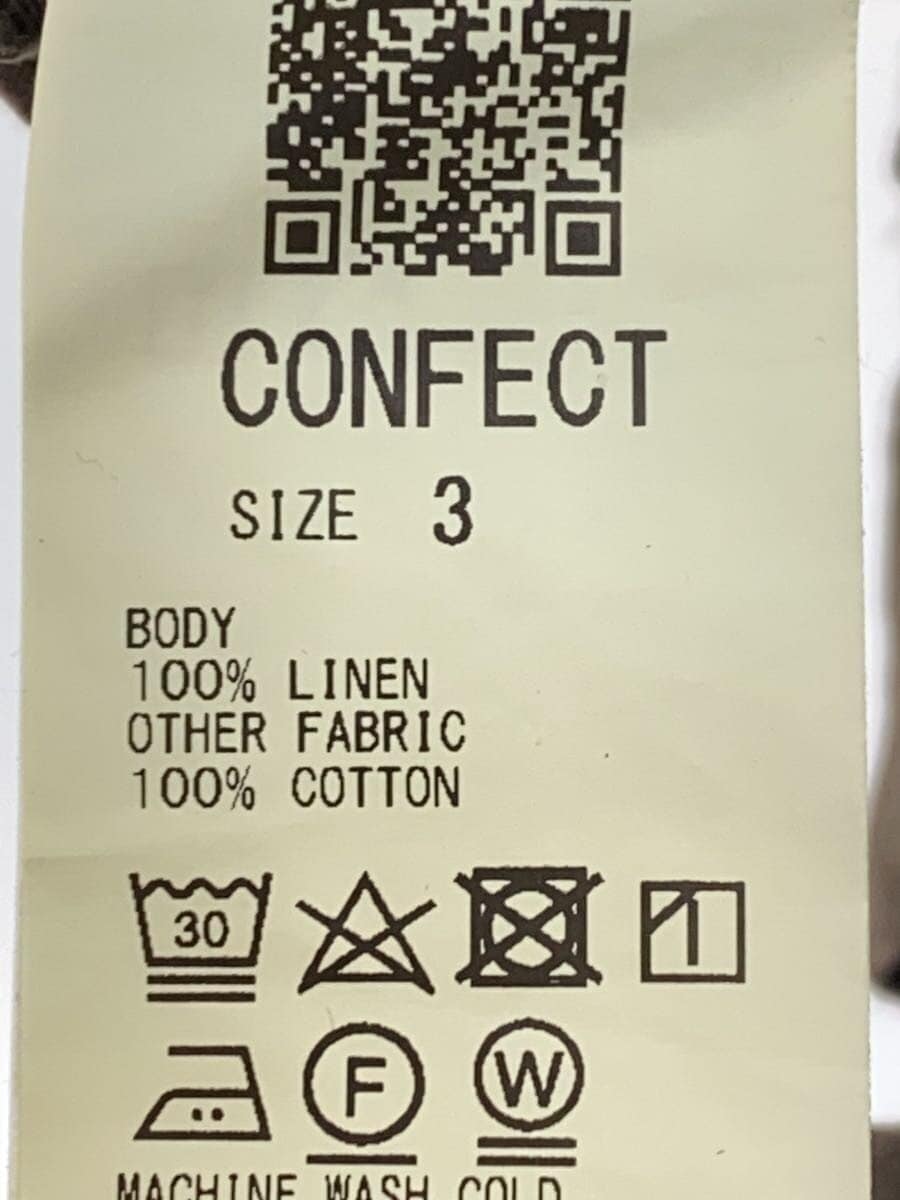 CONFECT
SIZE 3
BODY
100% LINEN
OTHER FABRIC
100% COTTON
30
F W
MACHINE WASH COLD